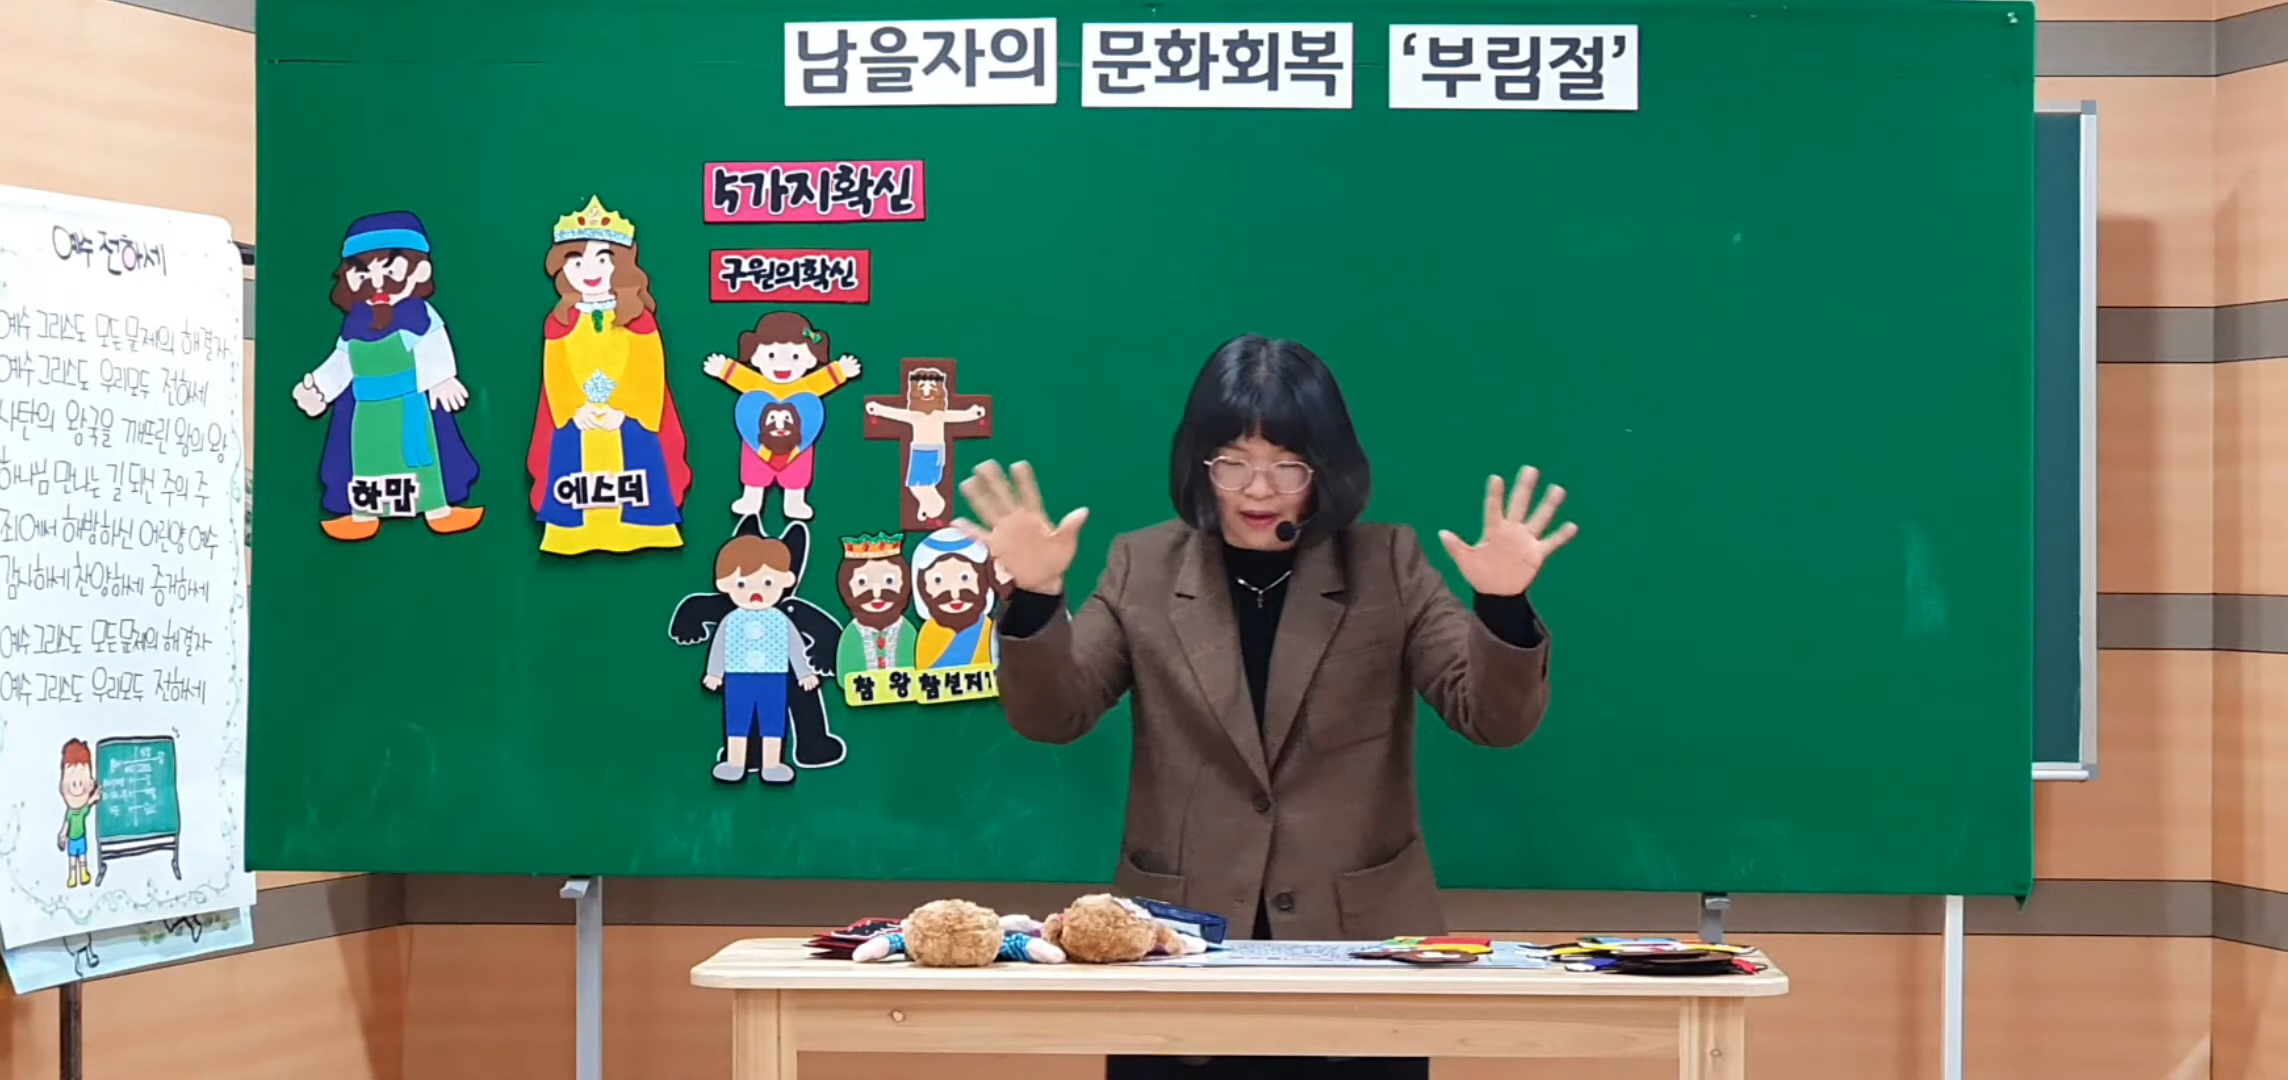 남을자의 문화회복 ‘부림절’
5가지확신
구원의확신
하만
에스더
참 왕 참선지
예수 전하세
예수 그리스도 모든 문제의 해결자
예수 그리스도 우리모두 전하세
사탄의 왕국을 깨뜨린 왕의 왕
하나님 만나는 길 되신 주의 주
죄에서 해방하신 어린양 예수
감사하세 찬양하세 증거하세
예수 그리스도 모든 문제의 해결자
예수 그리스도 우리모두 전하세